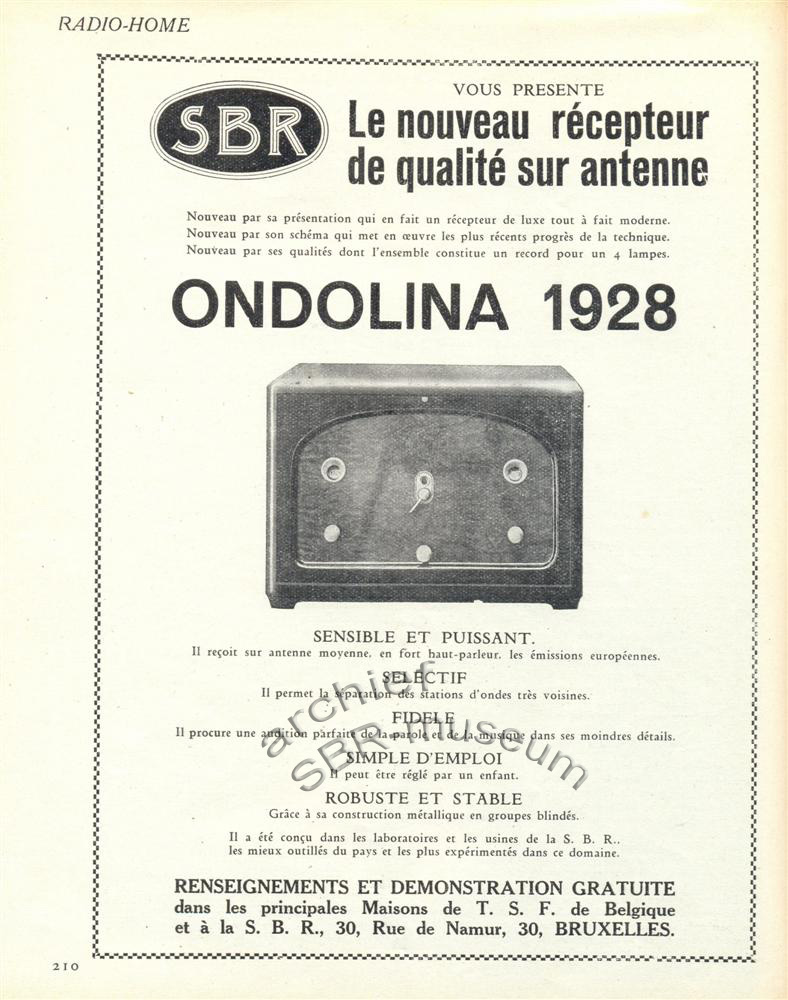 RADIO-HOME
SBR
VOUS PRESENTE
Le nouveau récepteur
de qualité sur antenne
Nouveau par sa présentation qui en fait un récepteur de luxe tout à fait moderne.
Nouveau par son schéma qui met en œuvre les plus récents progrès de la technique.
Nouveau par ses qualités dont l'ensemble constitue un record pour un 4 lampes.
ONDOLINA 1928
SENSIBLE ET PUISSANT.
Il reçoit sur antenne moyenne, en fort haut-parleur, les émissions européennes.
SELECTIF
Il permet la séparation des stations d'ondes très voisines.
FIDELE
Il procure une audition parfaite de la parole et de la musique dans ses moindres détails.
SIMPLE D'EMPLOI
Il peut être réglé par un enfant.
ROBUSTE ET STABLE
Grâce à sa construction métallique en groupes blindés.
Il a été conçu dans les laboratoires et les usines de la S. B. R..
les mieux outillés du pays et les plus expérimentés dans ce domaine.
RENSEIGNEMENTS ET DEMONSTRATION GRATUITE
dans les principales Maisons de T. S. F. de Belgique
et à la S. B. R., 30, Rue de Namur, 30, BRUXELLES.
210
archief
SBR-museum